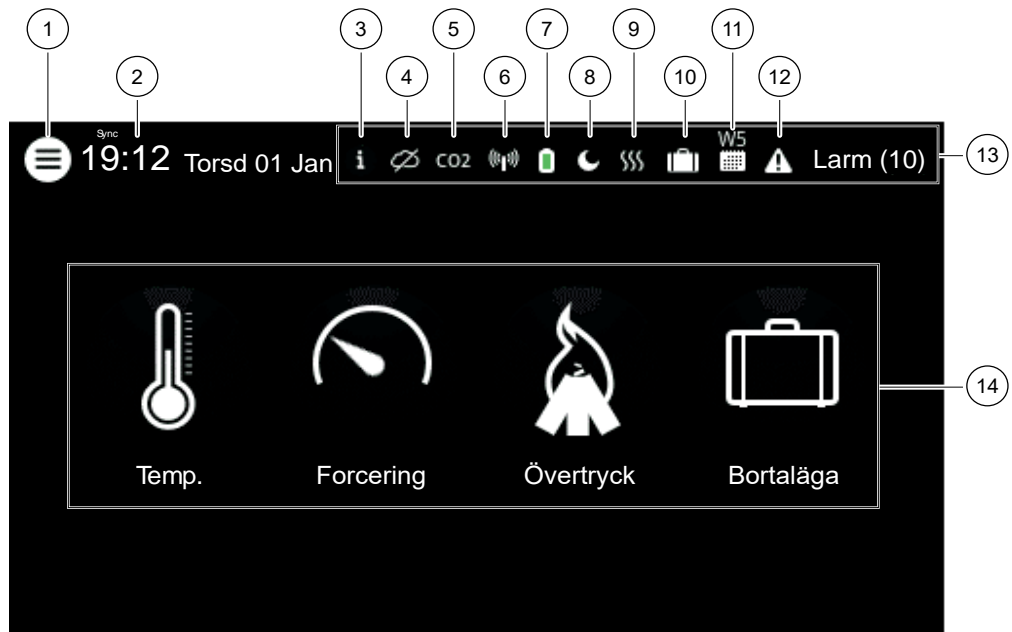 1 3 5 7 9 11
2 4 6 8 10 12
Sync
19:12 Torsd 01 Jan
i CO2 W5 Larm (10) 13
Temp. Forcering Övertryck Bortaläga
14